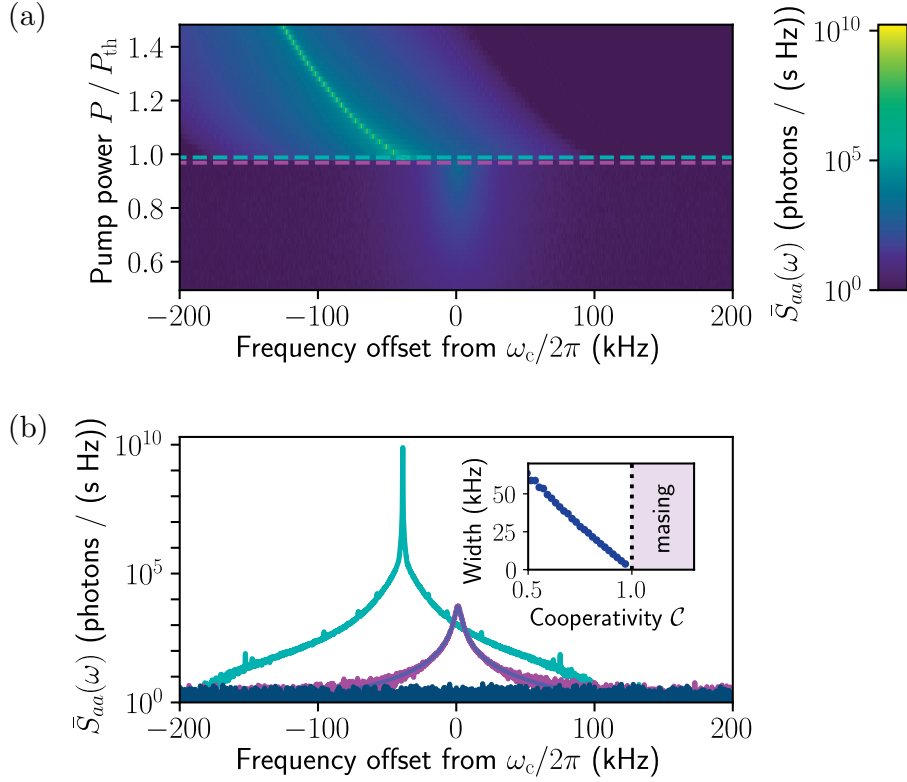 (a)
Pump power P / P_th
1.4
1.2
1.0
0.8
0.6
−200
−100
0
100
200
Frequency offset from ω_c/2π (kHz)
10^10
10^5
10^0
S̄_aa(ω) (photons / (s Hz))
(b)
S̄_aa(ω) (photons / (s Hz))
10^10
10^5
10^0
Width (kHz)
50
25
0
masing
0.5
1.0
Cooperativity 𝒞
−200
−100
0
100
200
Frequency offset from ω_c/2π (kHz)